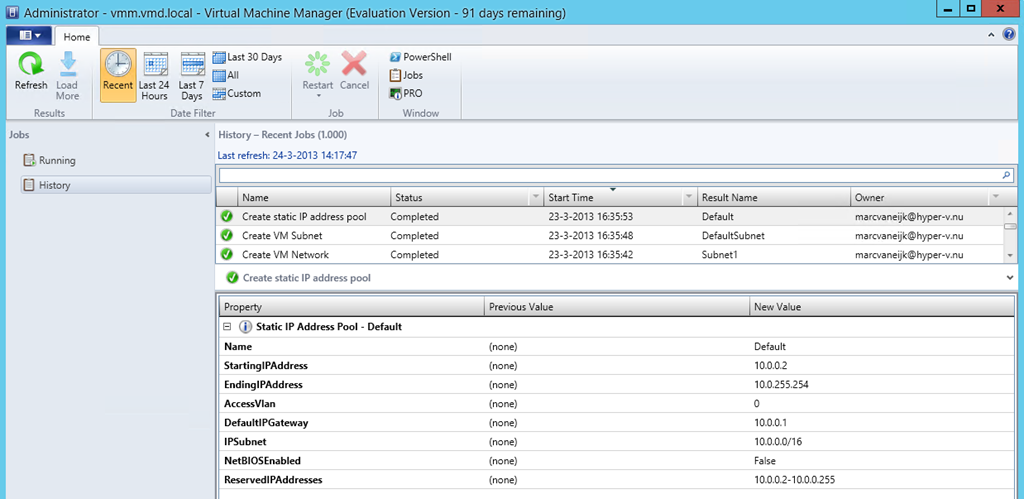 Administrator - vmm.vmd.local - Virtual Machine Manager (Evaluation Version - 91 days remaining)
Home
Refresh Load More Recent Last 24 Hours Last 7 Days Last 30 Days All Custom Restart Cancel PowerShell Jobs PRO
Results Date Filter Job Window
Jobs
Running
History
History – Recent Jobs (1.000)
Last refresh: 24-3-2013 14:17:47
Name Status Start Time Result Name Owner
Create static IP address pool Completed 23-3-2013 16:35:53 Default marcvaneijk@hyper-v.nu
Create VM Subnet Completed 23-3-2013 16:35:48 DefaultSubnet marcvaneijk@hyper-v.nu
Create VM Network Completed 23-3-2013 16:35:42 Subnet1 marcvaneijk@hyper-v.nu
Create static IP address pool
Property Previous Value New Value
Static IP Address Pool - Default
Name (none) Default
StartingIPAddress (none) 10.0.0.2
EndingIPAddress (none) 10.0.255.254
AccessVlan (none) 0
DefaultIPGateway (none) 10.0.0.1
IPSubnet (none) 10.0.0.0/16
NetBIOSEnabled (none) False
ReservedIPAddresses (none) 10.0.0.2-10.0.0.255